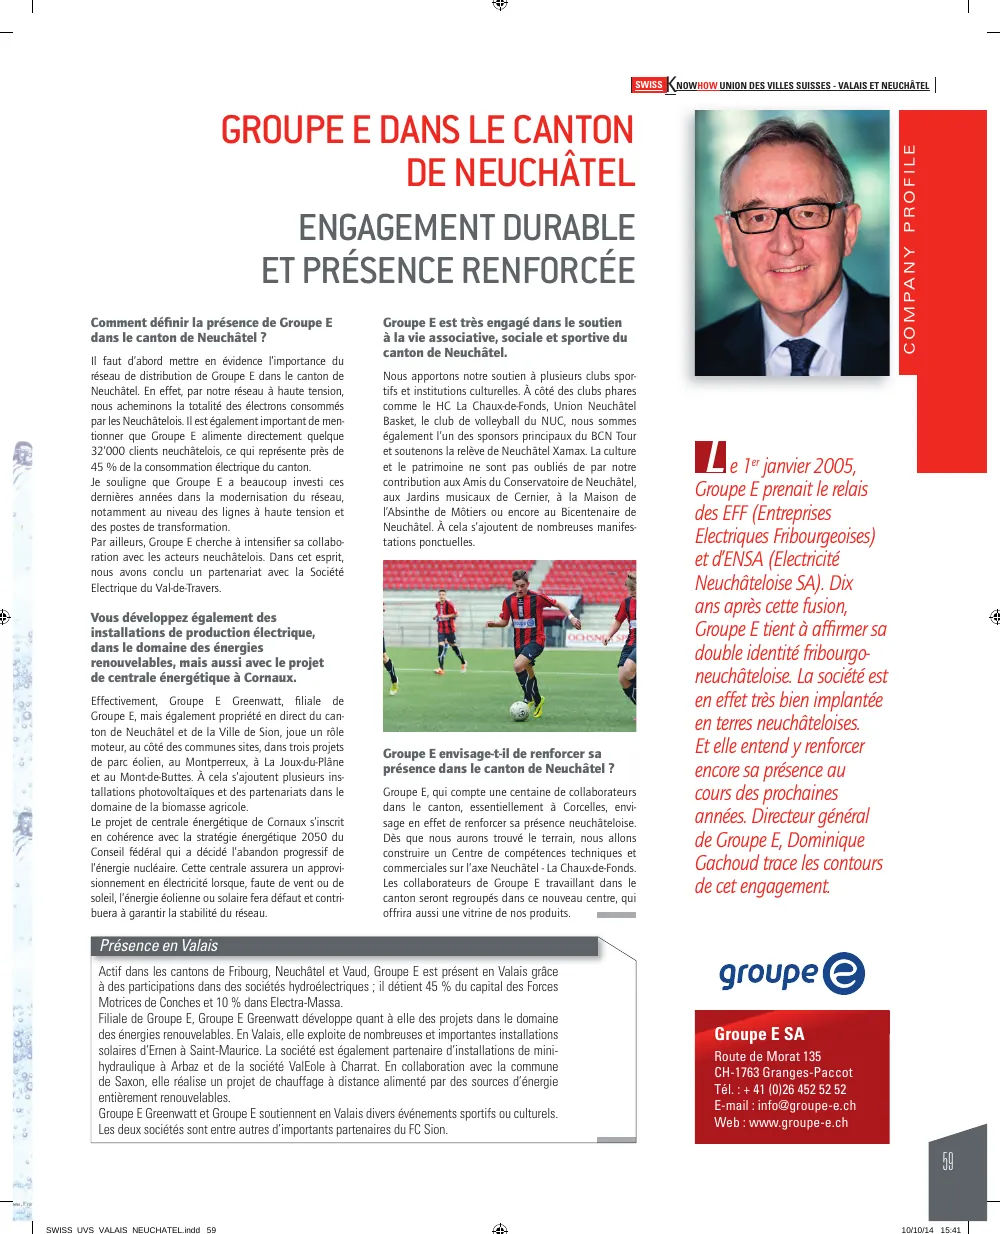 SWISS KNOWHOW UNION DES VILLES SUISSES - VALAIS ET NEUCHÂTEL
GROUPE E DANS LE CANTON
DE NEUCHÂTEL
ENGAGEMENT DURABLE
ET PRÉSENCE RENFORCÉE
COMPANY PROFILE
Comment définir la présence de Groupe E
dans le canton de Neuchâtel ?
Il faut d'abord mettre en évidence l'importance du
réseau de distribution de Groupe E dans le canton de
Neuchâtel. En effet, par notre réseau à haute tension,
nous acheminons la totalité des électrons consommés
par les Neuchâtelois. Il est également important de men-
tionner que Groupe E alimente directement quelque
32'000 clients neuchâtelois, ce qui représente près de
45 % de la consommation électrique du canton.
Je souligne que Groupe E a beaucoup investi ces
dernières années dans la modernisation du réseau,
notamment au niveau des lignes à haute tension et
des postes de transformation.
Par ailleurs, Groupe E cherche à intensifier sa collabo-
ration avec les acteurs neuchâtelois. Dans cet esprit,
nous avons conclu un partenariat avec la Société
Electrique du Val-de-Travers.
Vous développez également des
installations de production électrique,
dans le domaine des énergies
renouvelables, mais aussi avec le projet
de centrale énergétique à Cornaux.
Effectivement, Groupe E Greenwatt, filiale de
Groupe E, mais également propriété en direct du can-
ton de Neuchâtel et de la Ville de Sion, joue un rôle
moteur, au côté des communes sites, dans trois projets
de parc éolien, au Montperreux, à La Joux-du-Plâne
et au Mont-de-Buttes. À cela s'ajoutent plusieurs ins-
tallations photovoltaïques et des partenariats dans le
domaine de la biomasse agricole.
Le projet de centrale énergétique de Cornaux s'inscrit
en cohérence avec la stratégie énergétique 2050 du
Conseil fédéral qui a décidé l'abandon progressif de
l'énergie nucléaire. Cette centrale assurera un approvi-
sionnement en électricité lorsque, faute de vent ou de
soleil, l'énergie éolienne ou solaire fera défaut et contri-
buera à garantir la stabilité du réseau.
Groupe E est très engagé dans le soutien
à la vie associative, sociale et sportive du
canton de Neuchâtel.
Nous apportons notre soutien à plusieurs clubs spor-
tifs et institutions culturelles. À côté des clubs phares
comme le HC La Chaux-de-Fonds, Union Neuchâtel
Basket, le club de volleyball du NUC, nous sommes
également l'un des sponsors principaux du BCN Tour
et soutenons la relève de Neuchâtel Xamax. La culture
et le patrimoine ne sont pas oubliés de par notre
contribution aux Amis du Conservatoire de Neuchâtel,
aux Jardins musicaux de Cernier, à la Maison de
l'Absinthe de Môtiers ou encore au Bicentenaire de
Neuchâtel. À cela s'ajoutent de nombreuses manifes-
tations ponctuelles.
OCHSNER SP
Groupe E envisage-t-il de renforcer sa
présence dans le canton de Neuchâtel ?
Groupe E, qui compte une centaine de collaborateurs
dans le canton, essentiellement à Corcelles, envi-
sage en effet de renforcer sa présence neuchâteloise.
Dès que nous aurons trouvé le terrain, nous allons
construire un Centre de compétences techniques et
commerciales sur l'axe Neuchâtel - La Chaux-de-Fonds.
Les collaborateurs de Groupe E travaillant dans le
canton seront regroupés dans ce nouveau centre, qui
offrira aussi une vitrine de nos produits.
Le 1er janvier 2005,
Groupe E prenait le relais
des EFF (Entreprises
Electriques Fribourgeoises)
et d'ENSA (Electricité
Neuchâteloise SA). Dix
ans après cette fusion,
Groupe E tient à affirmer sa
double identité fribourgo-
neuchâteloise. La société est
en effet très bien implantée
en terres neuchâteloises.
Et elle entend y renforcer
encore sa présence au
cours des prochaines
années. Directeur général
de Groupe E, Dominique
Gachoud trace les contours
de cet engagement.
Présence en Valais
Actif dans les cantons de Fribourg, Neuchâtel et Vaud, Groupe E est présent en Valais grâce
à des participations dans des sociétés hydroélectriques ; il détient 45 % du capital des Forces
Motrices de Conches et 10 % dans Electra-Massa.
Filiale de Groupe E, Groupe E Greenwatt développe quant à elle des projets dans le domaine
des énergies renouvelables. En Valais, elle exploite de nombreuses et importantes installations
solaires d'Ernen à Saint-Maurice. La société est également partenaire d'installations de mini-
hydraulique à Arbaz et de la société ValEole à Charrat. En collaboration avec la commune
de Saxon, elle réalise un projet de chauffage à distance alimenté par des sources d'énergie
entièrement renouvelables.
Groupe E Greenwatt et Groupe E soutiennent en Valais divers événements sportifs ou culturels.
Les deux sociétés sont entre autres d'importants partenaires du FC Sion.
groupe e
Groupe E SA
Route de Morat 135
CH-1763 Granges-Paccot
Tél. : + 41 (0)26 452 52 52
E-mail : info@groupe-e.ch
Web : www.groupe-e.ch
59
SWISS_UVS_VALAIS_NEUCHATEL.indd 59
10/10/14 15:41